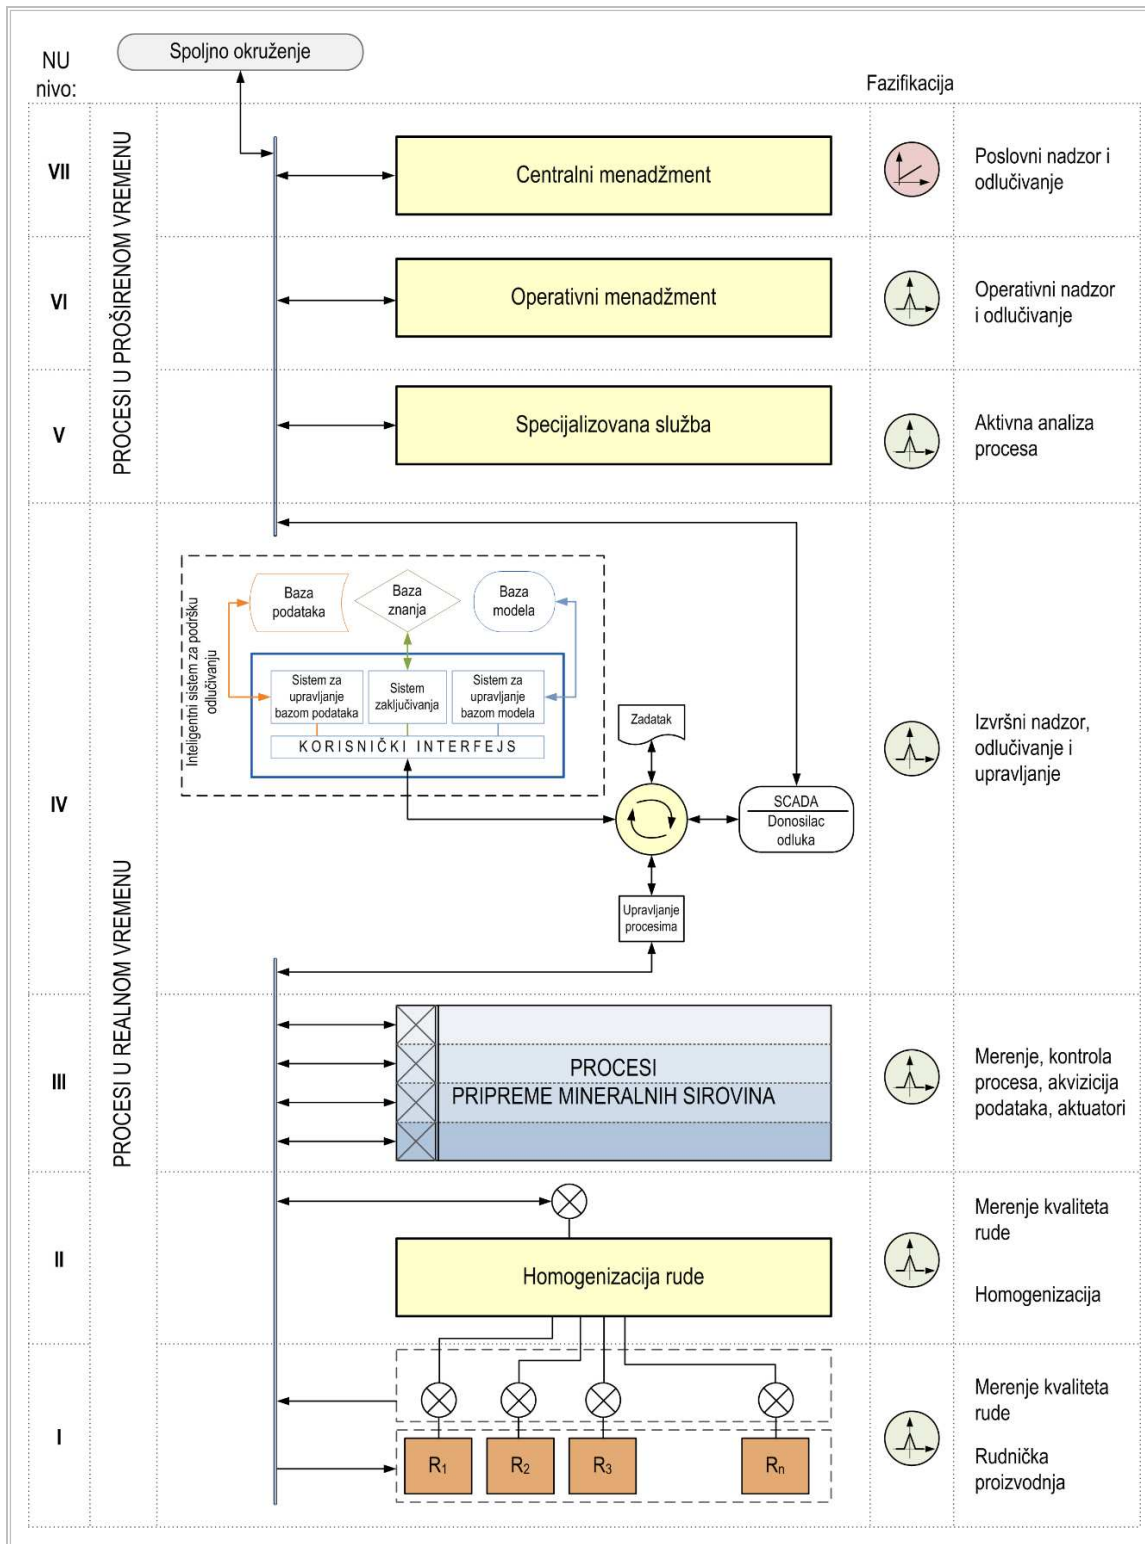 Spoljno okruženje
NU
nivo:
Fazifikacija
PROCESI U PROŠIRENOM VREMENU
VII
Centralni menadžment
Poslovni nadzor i
odlučivanje
VI
Operativni menadžment
Operativni nadzor
i odlučivanje
V
Specijalizovana služba
Aktivna analiza
procesa
PROCESI U REALNOM VREMENU
IV
Inteligentni sistem za podršku
odlučivanju
Baza
podataka
Baza
znanja
Baza
modela
Sistem za
upravljanje
bazom podataka
Sistem
zaključivanja
Sistem za
upravljanje
bazom modela
KORISNIČKI INTERFEJS
Zadatak
SCADA
Donosilac
odluka
Upravljanje
procesima
Izvršni nadzor,
odlučivanje i
upravljanje
III
PROCESI
PRIPREME MINERALNIH SIROVINA
Merenje, kontrola
procesa, akvizicija
podataka, aktuatori
II
Homogenizacija rude
Merenje kvaliteta
rude
Homogenizacija
I
R1
R2
R3
Rn
Merenje kvaliteta
rude
Rudnička
proizvodnja